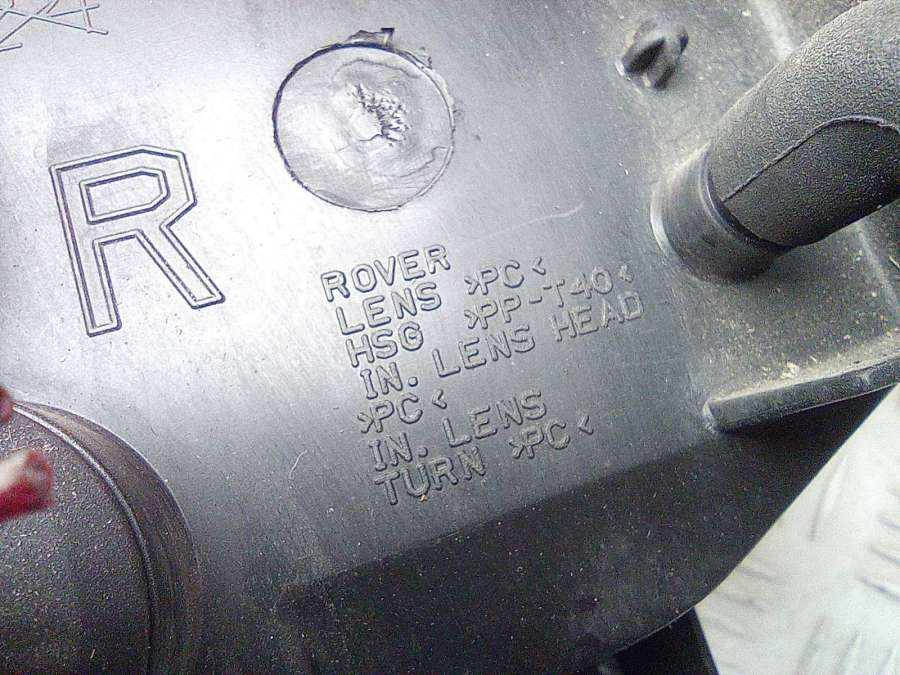 R
ROVER
LENS >PC<
HSG >PP-T40<
IN. LENS HEAD
>PC<
IN. LENS
TURN >PC<